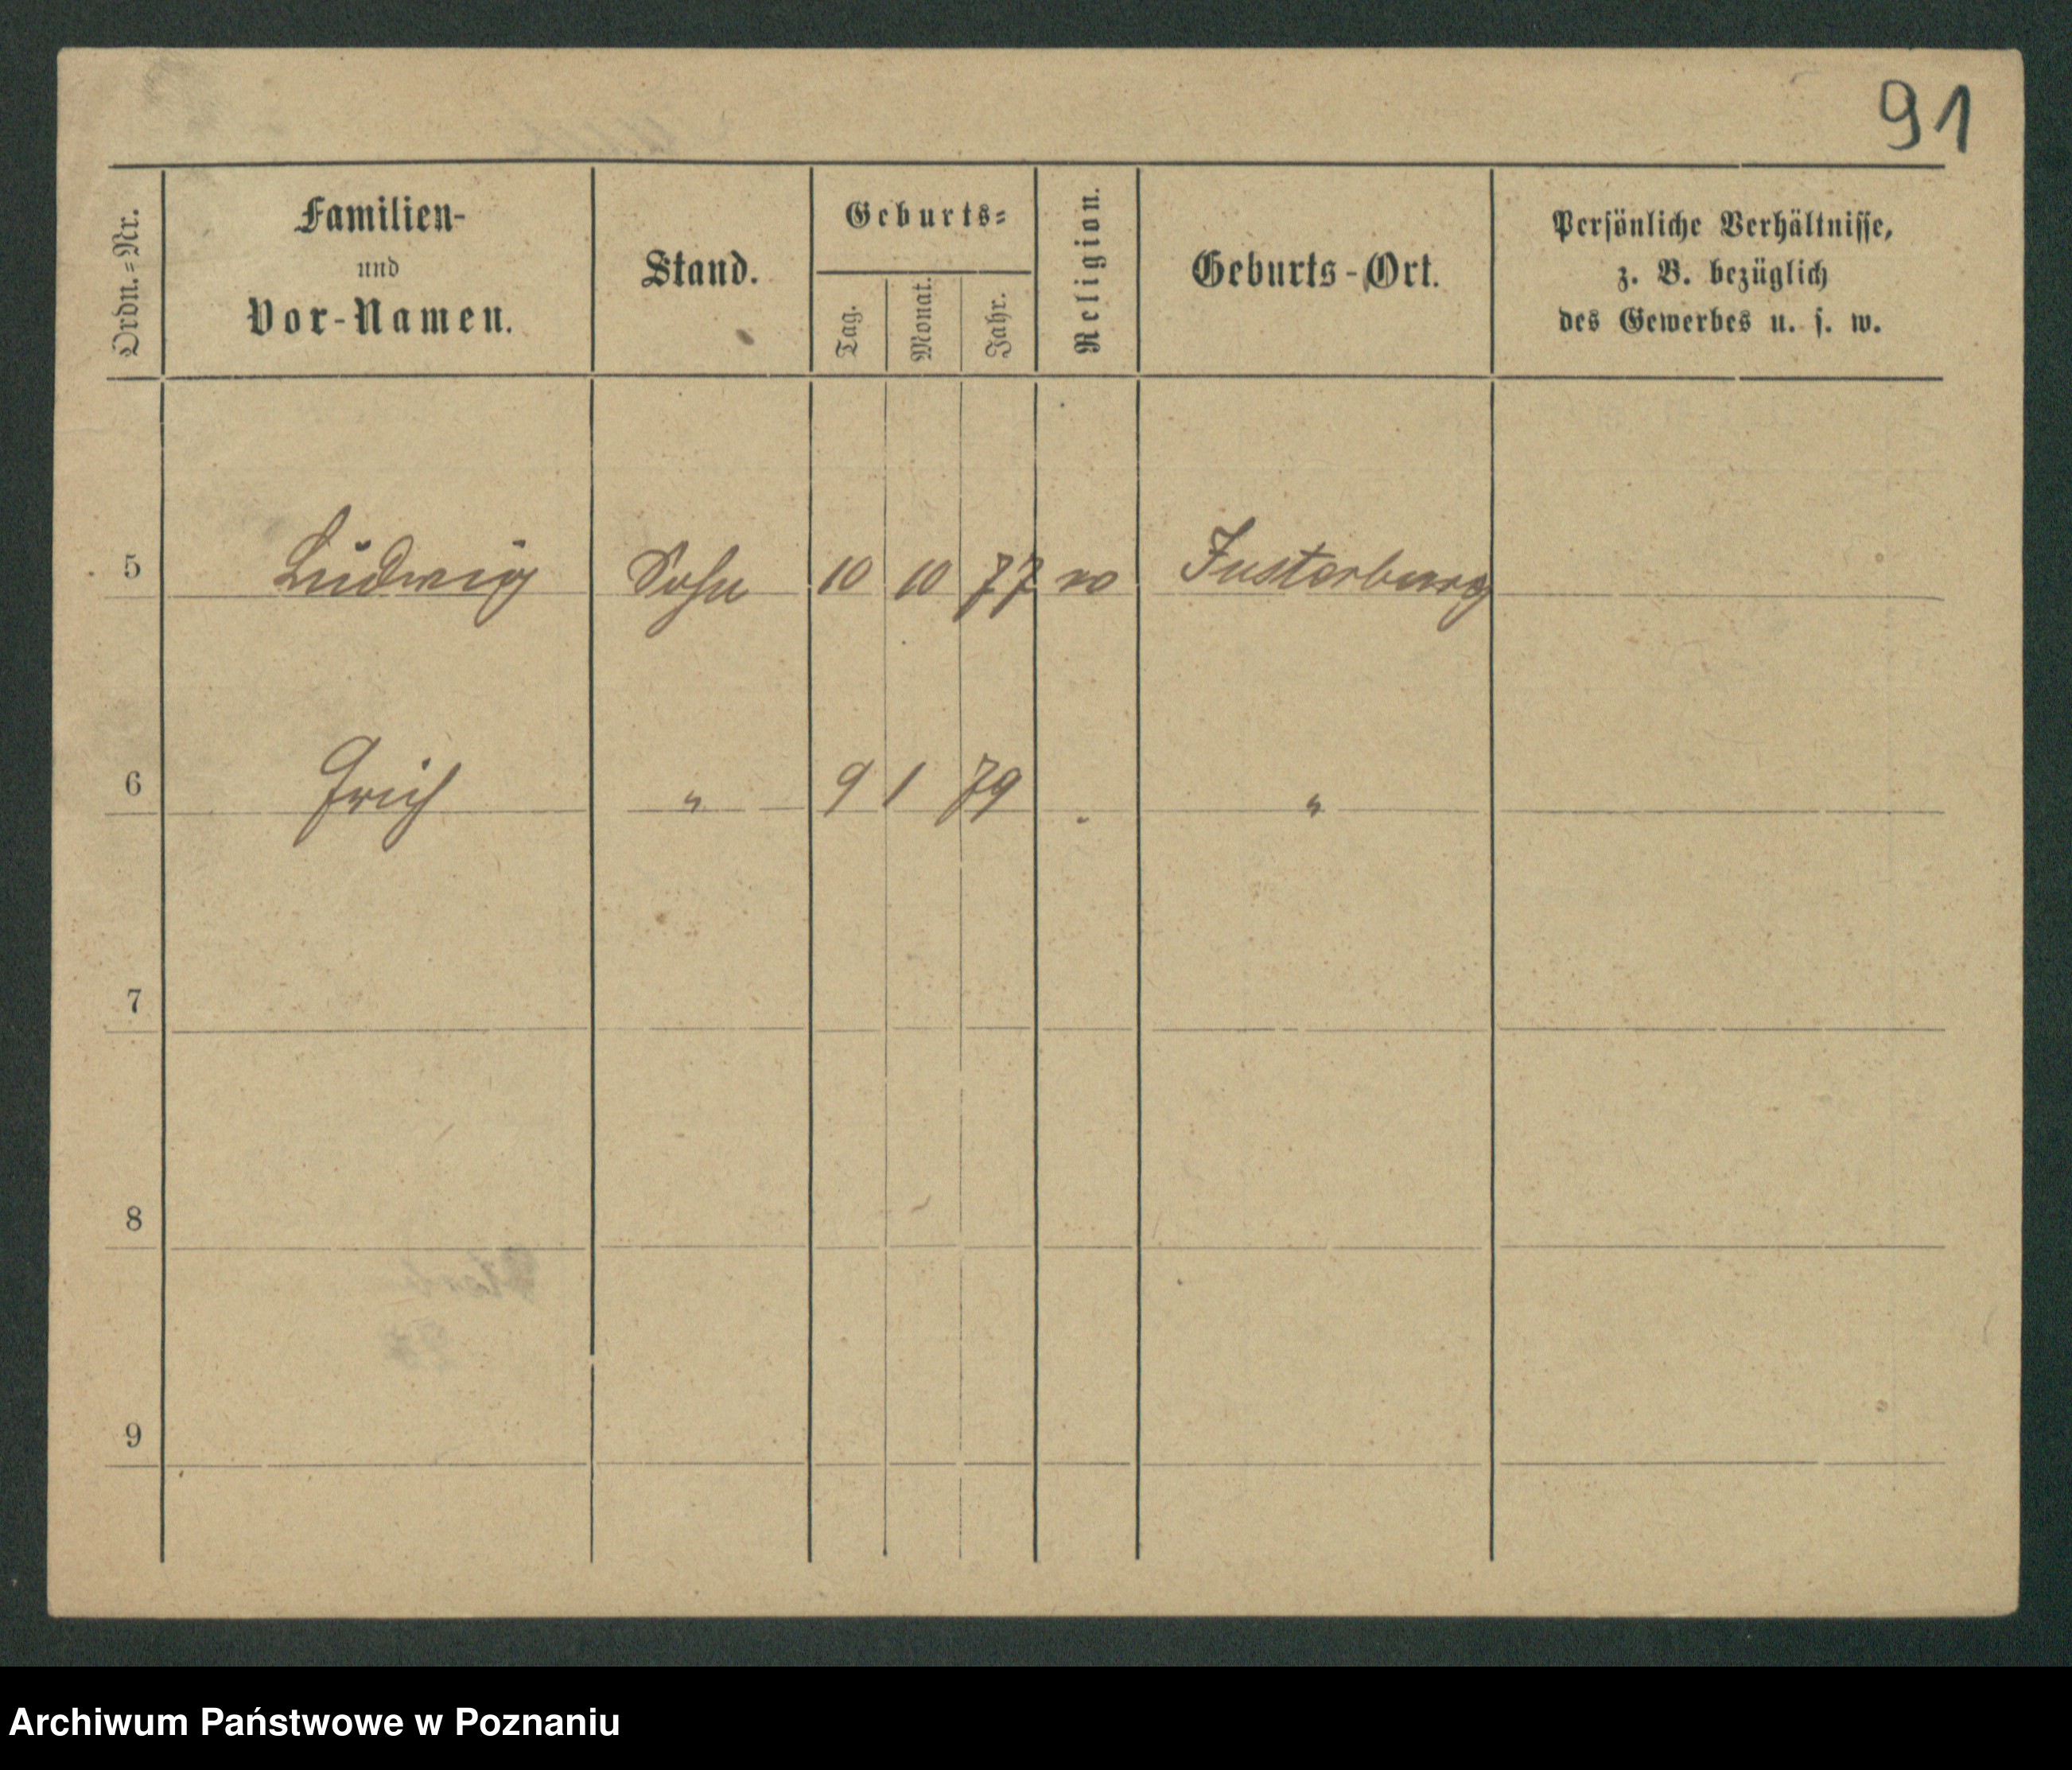 91
Ordn.=Nr.
Familien-
und
Vor-Namen.
Stand.
Geburts=
Tag.
Monat.
Jahr.
Religion.
Geburts-Ort.
Persönliche Verhältnisse,
z. B. bezüglich
des Gewerbes u. s. w.
5 Ludwig Sohn 10 10 77 Insterburg
6 Erich " 9 1 79 "
7
8
9
Archiwum Państwowe w Poznaniu